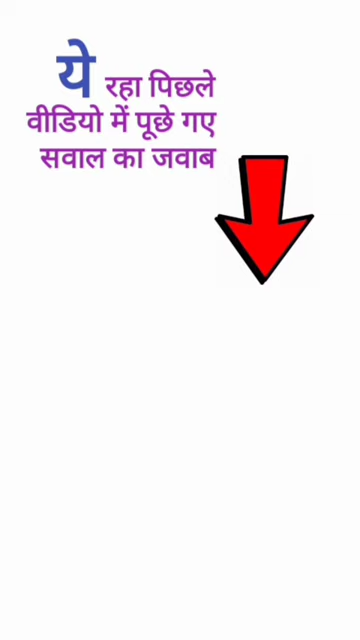 ये रहा पिछले
वीडियो में पूछे गए
सवाल का जवाब